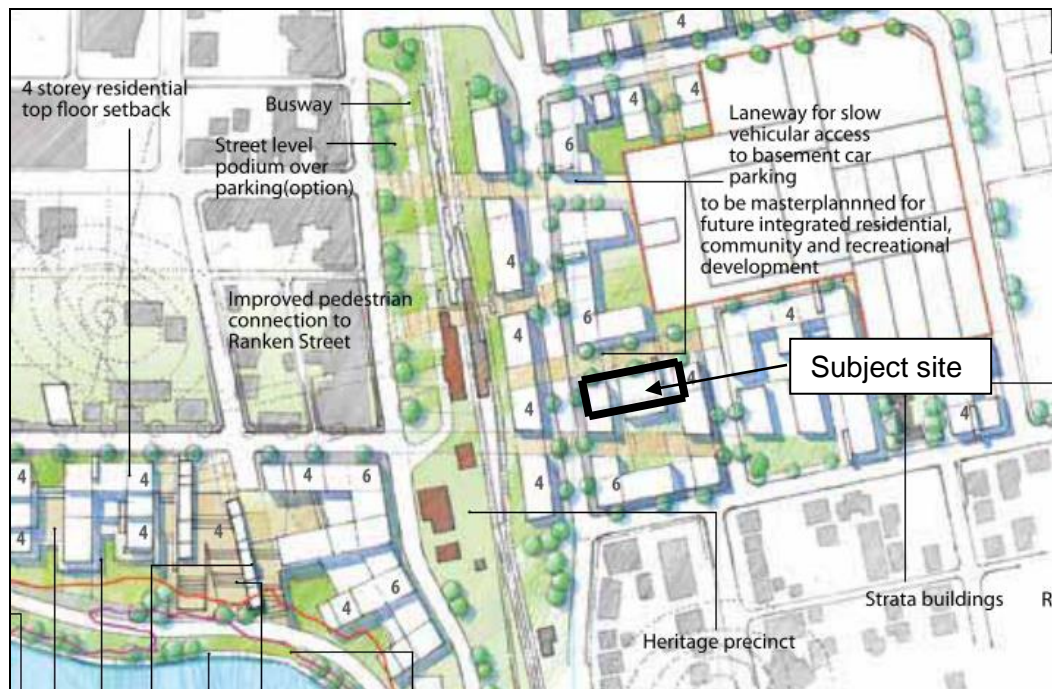 4 storey residential
top floor setback
Busway
Street level
podium over
parking(option)
Improved pedestrian
connection to
Ranken Street
Laneway for slow
vehicular access
to basement car
parking
to be masterplannned for
future integrated residential,
community and recreational
development
Subject site
Strata buildings
R
Heritage precinct
4
4
4
6
4
6
4
4
4
4
4
6
4
4
4
6
4
4
4
4
6
4
6